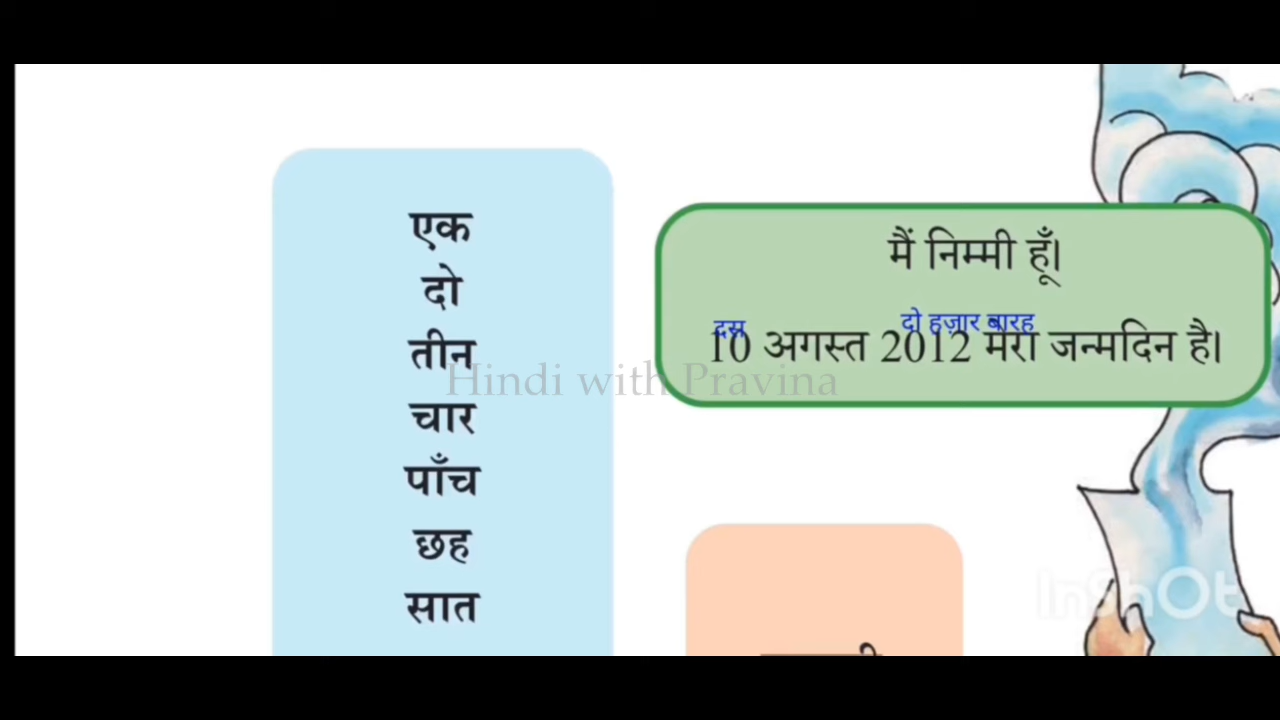 एक
दो
तीन
चार
पाँच
छह
सात
मैं निम्मी हूँ।
दस दो हज़ार बारह
10 अगस्त 2012 मेरा जन्मदिन है।
Hindi with Pravina
InShOt